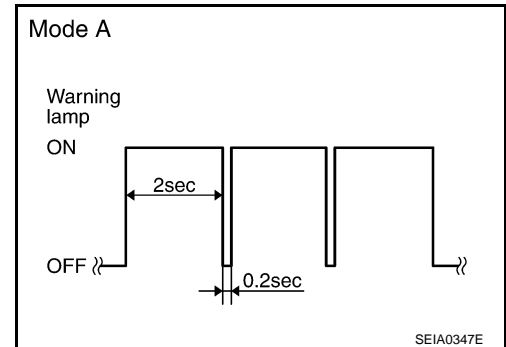 Mode A
Warning
lamp
ON
2sec
OFF
0.2sec
SEIA0347E